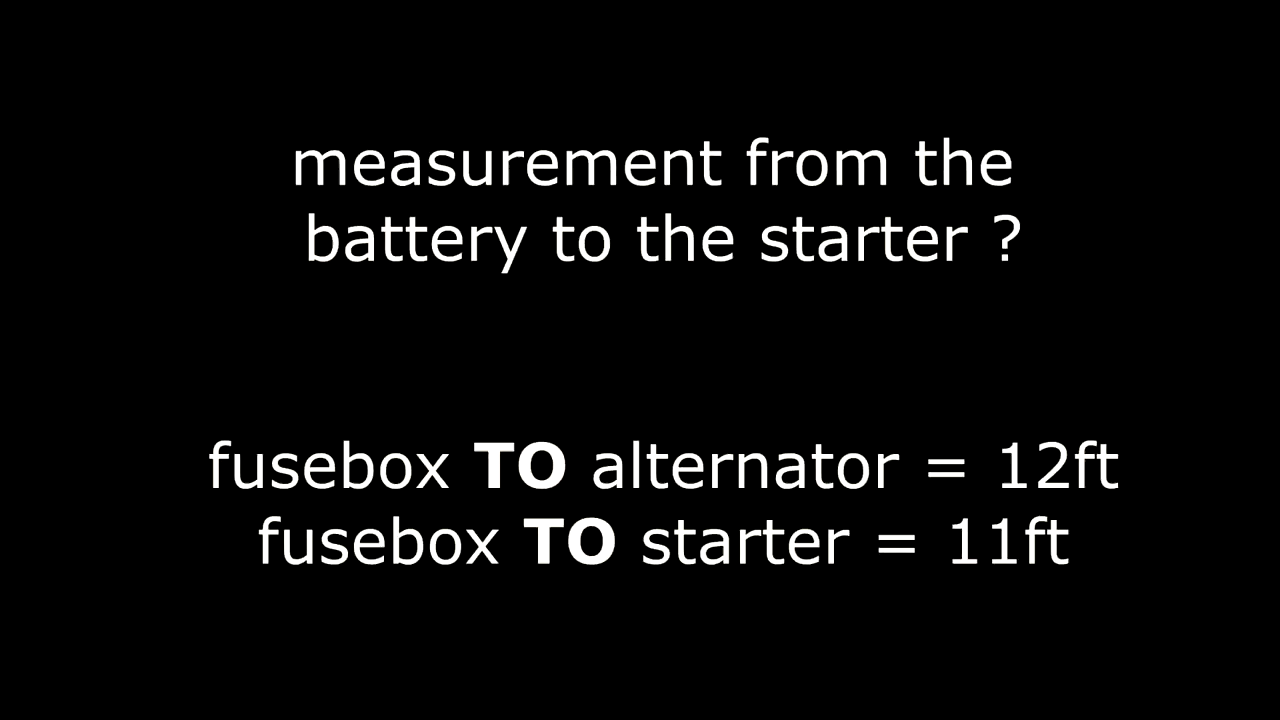 measurement from the
battery to the starter ?
fusebox TO alternator = 12ft
fusebox TO starter = 11ft